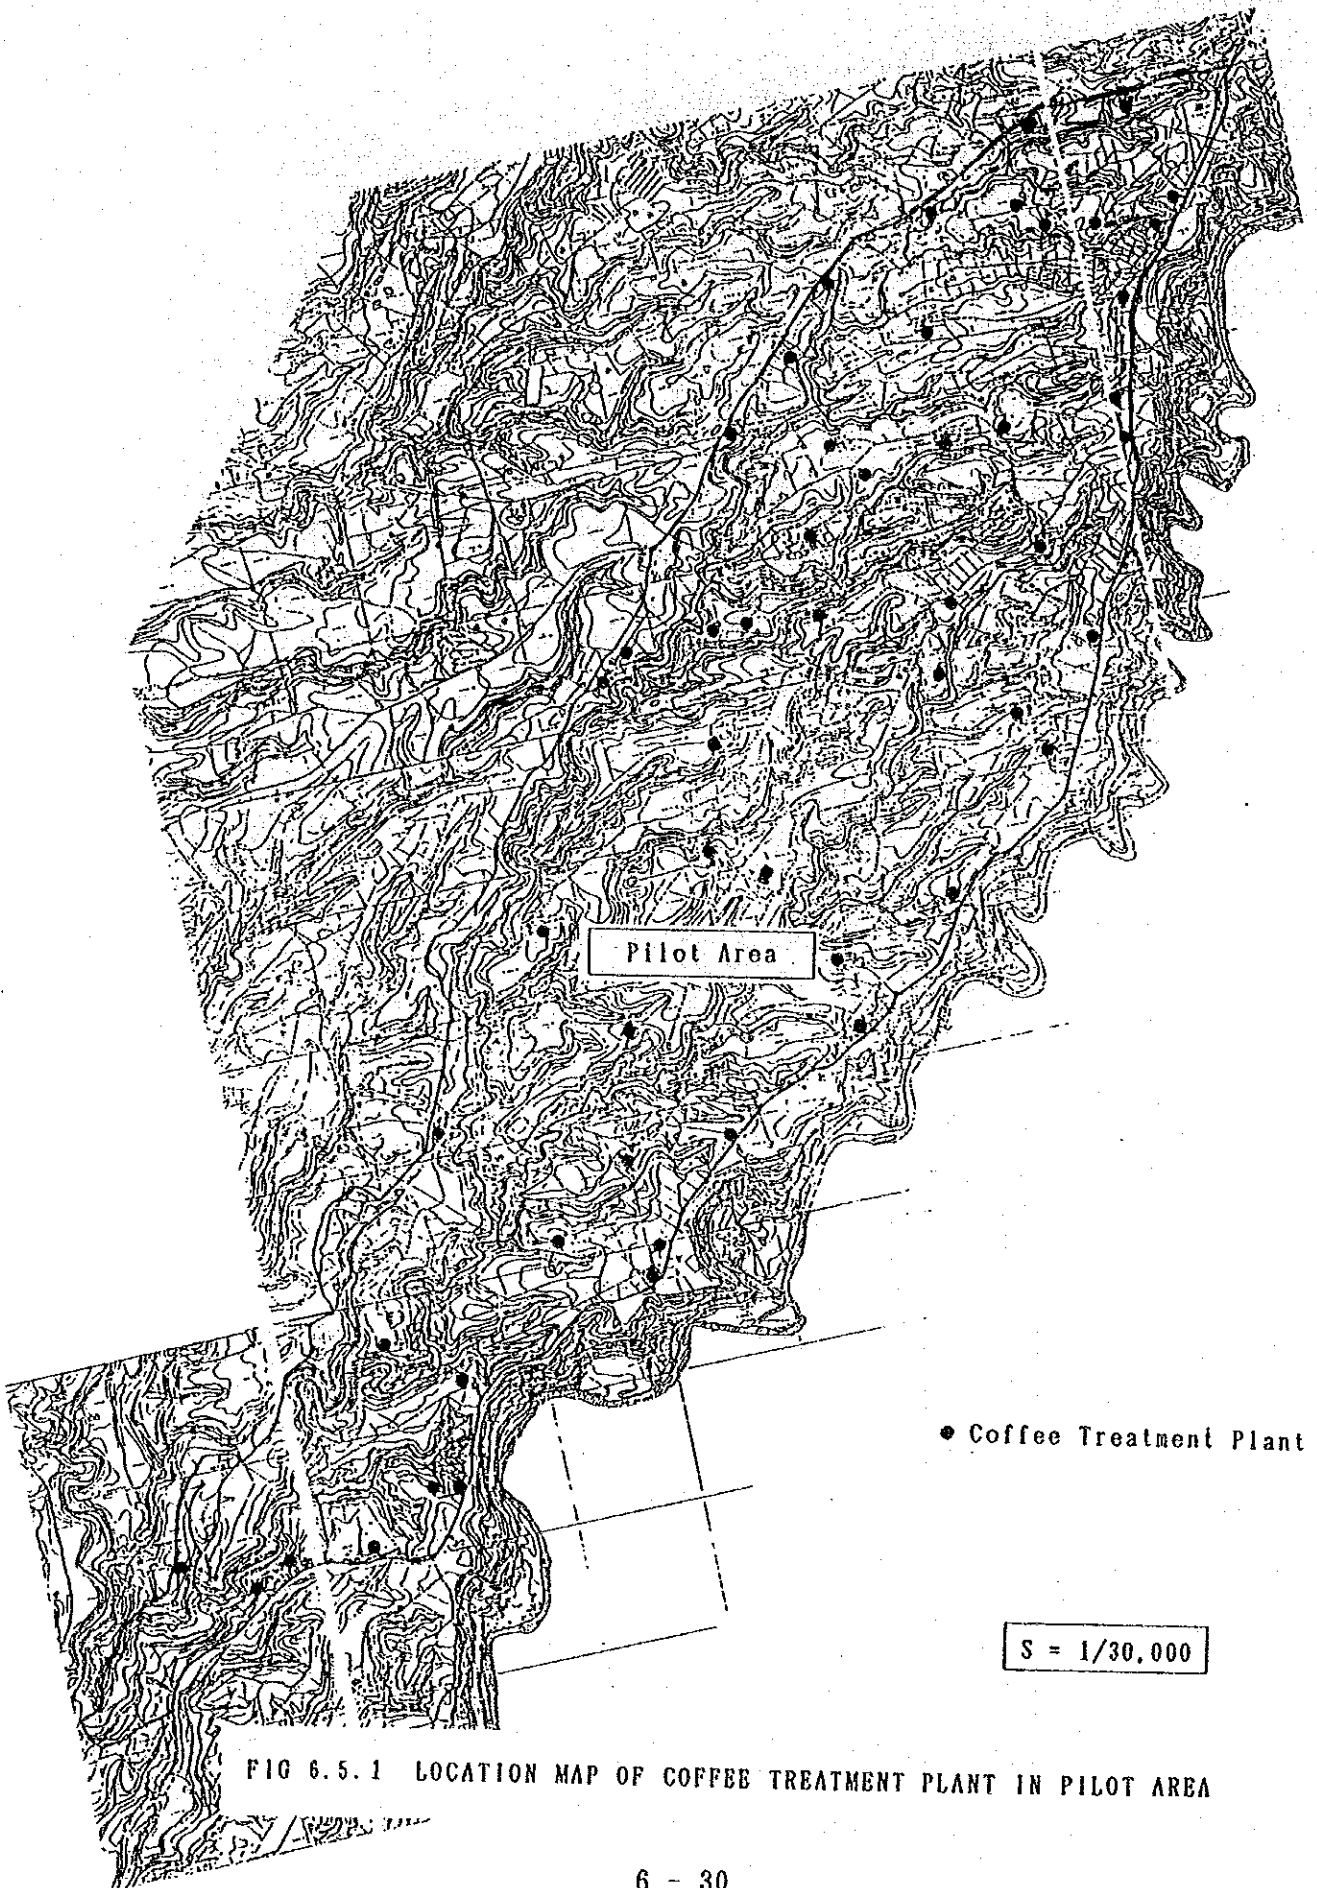 Pilot Area
● Coffee Treatment Plant
S = 1/30,000
FIG 6.5.1 LOCATION MAP OF COFFEE TREATMENT PLANT IN PILOT AREA
6 - 30